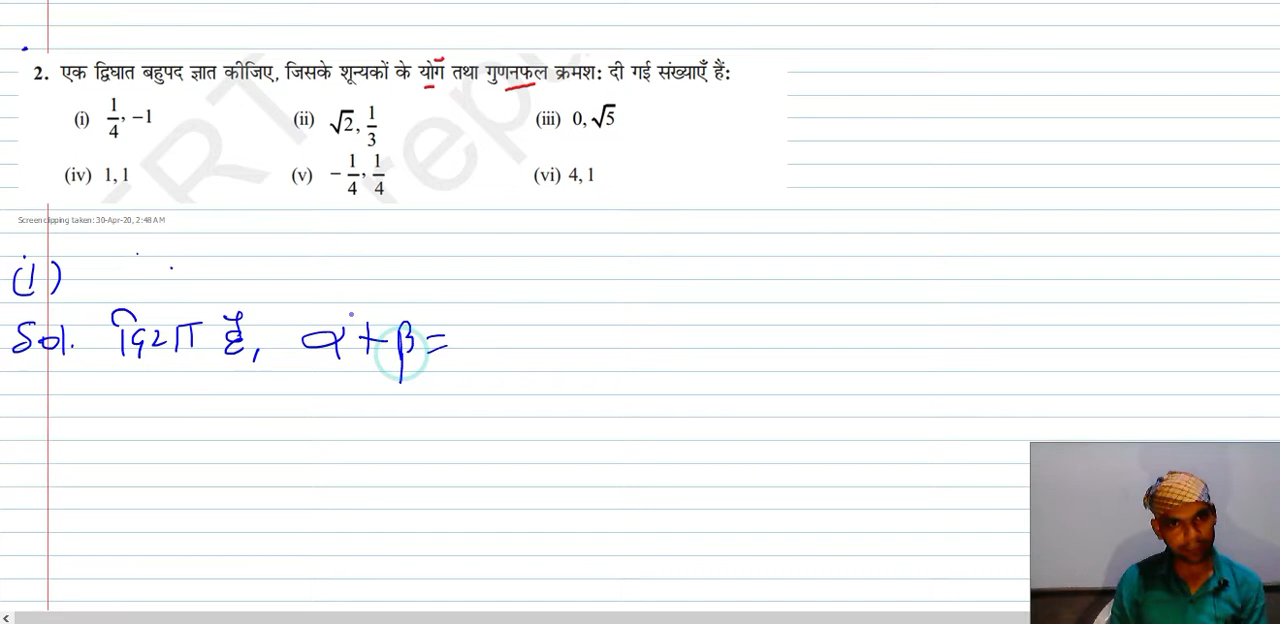 2. एक द्विघात बहुपद ज्ञात कीजिए, जिसके शून्यकों के योग तथा गुणनफल क्रमश: दी गई संख्याएँ हैं:
(i) 1/4, −1 (ii) √2, 1/3 (iii) 0, √5
(iv) 1, 1 (v) −1/4, 1/4 (vi) 4, 1
Screen clipping taken: 30-Apr-20, 2:48 AM
(i)
Sol. दिया है, α + β =